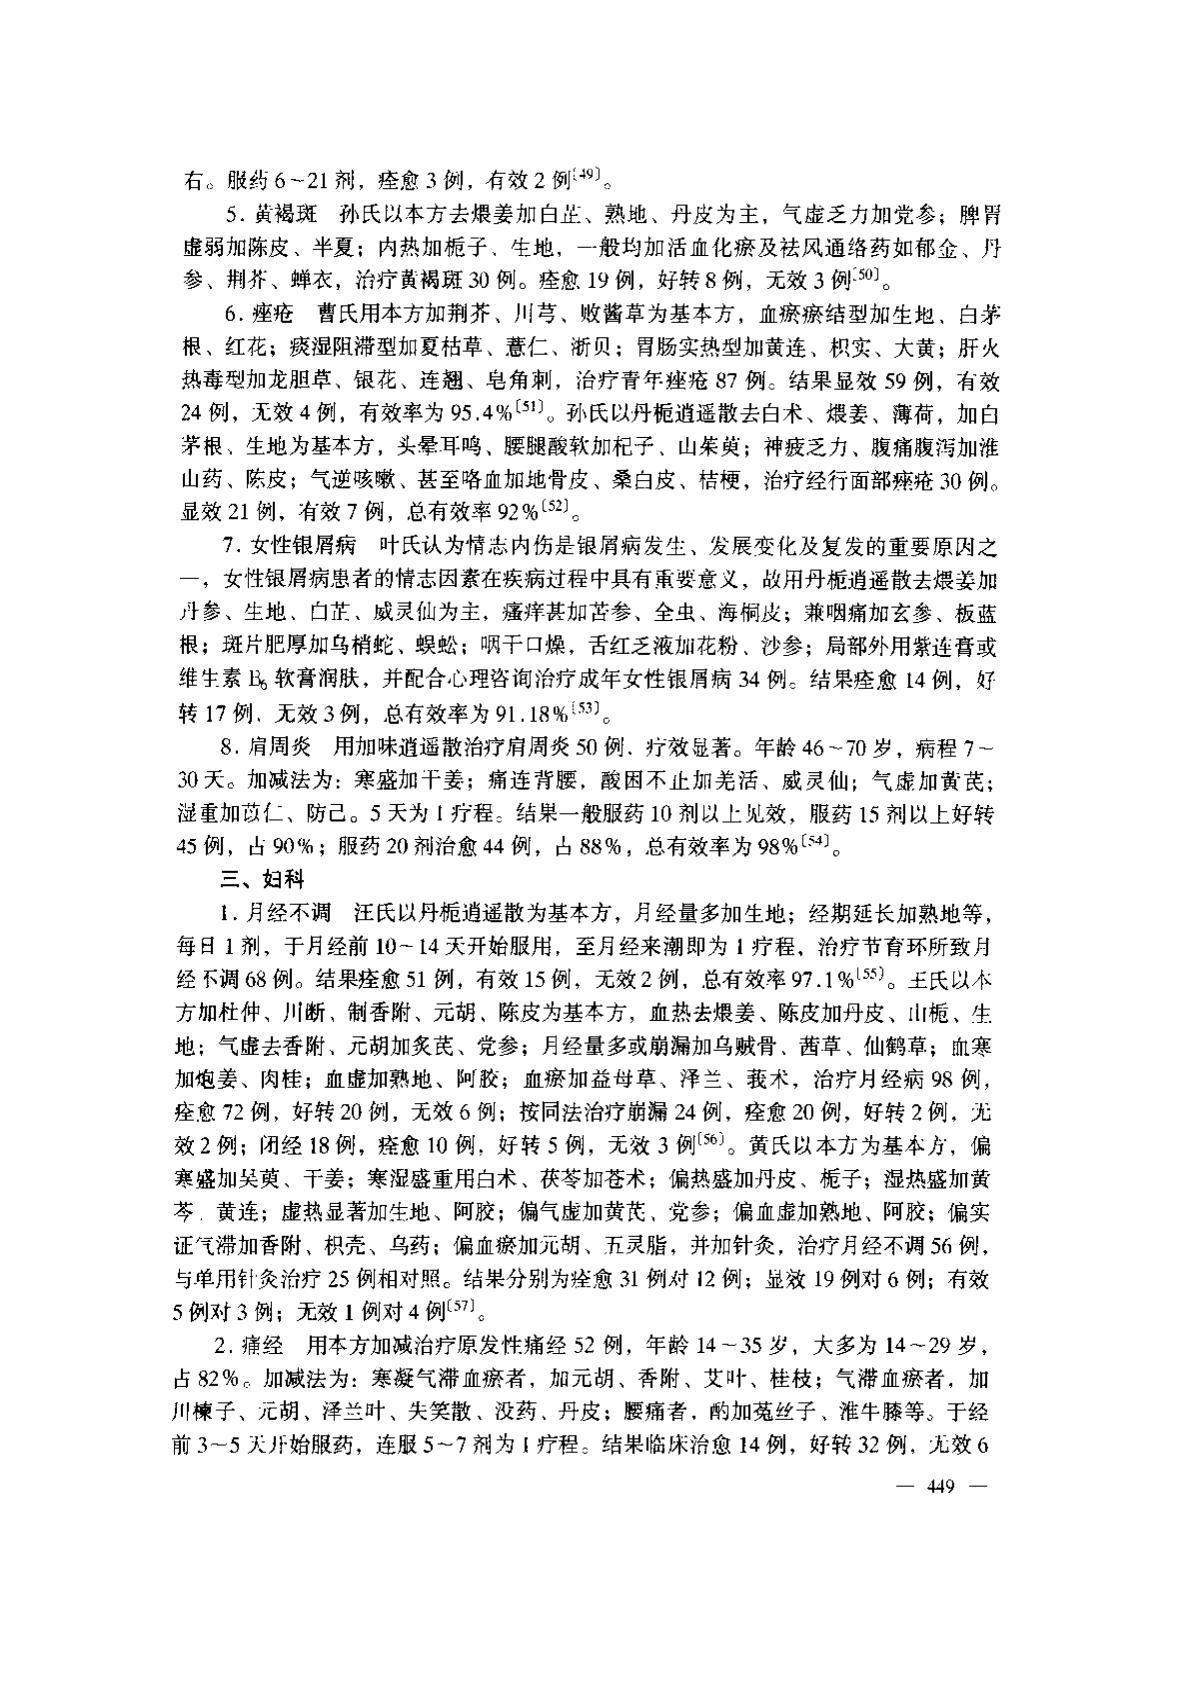 右。服药 6～21 剂，痊愈 3 例，有效 2 例〔49〕。
5. 黄褐斑　孙氏以本方去煨姜加白芷、熟地、丹皮为主，气虚乏力加党参；脾胃
虚弱加陈皮、半夏；内热加栀子、生地，一般均加活血化瘀及祛风通络药如郁金、丹
参、荆芥、蝉衣，治疗黄褐斑 30 例。痊愈 19 例，好转 8 例，无效 3 例〔50〕。
6. 痤疮　曹氏用本方加荆芥、川芎、败酱草为基本方，血瘀瘀结型加生地、白茅
根、红花；痰湿阻滞型加夏枯草、薏仁、浙贝；胃肠实热型加黄连、枳实、大黄；肝火
热毒型加龙胆草、银花、连翘、皂角刺，治疗青年痤疮 87 例。结果显效 59 例，有效
24 例，无效 4 例，有效率为 95.4%〔51〕。孙氏以丹栀逍遥散去白术、煨姜、薄荷，加白
茅根、生地为基本方，头晕耳鸣、腰腿酸软加杞子、山茱萸；神疲乏力、腹痛腹泻加淮
山药、陈皮；气逆咳嗽、甚至咯血加地骨皮、桑白皮、桔梗，治疗经行面部痤疮 30 例。
显效 21 例，有效 7 例，总有效率 92%〔52〕。
7. 女性银屑病　叶氏认为情志内伤是银屑病发生、发展变化及复发的重要原因之
一，女性银屑病患者的情志因素在疾病过程中具有重要意义，故用丹栀逍遥散去煨姜加
丹参、生地、白芷、威灵仙为主，瘙痒甚加苦参、全虫、海桐皮；兼咽痛加玄参、板蓝
根；斑片肥厚加乌梢蛇、蜈蚣；咽干口燥，舌红乏液加花粉、沙参；局部外用紫连膏或
维生素 B₆ 软膏润肤，并配合心理咨询治疗成年女性银屑病 34 例。结果痊愈 14 例，好
转 17 例，无效 3 例，总有效率为 91.18%〔53〕。
8. 肩周炎　用加味逍遥散治疗肩周炎 50 例，疗效显著。年龄 46～70 岁，病程 7～
30 天。加减法为：寒盛加干姜；痛连背腰，酸困不止加羌活、威灵仙；气虚加黄芪；
湿重加苡仁、防己。5 天为 1 疗程。结果一般服药 10 剂以上见效，服药 15 剂以上好转
45 例，占 90%；服药 20 剂治愈 44 例，占 88%，总有效率为 98%〔54〕。
三、妇科
1. 月经不调　汪氏以丹栀逍遥散为基本方，月经量多加生地；经期延长加熟地等，
每日 1 剂，于月经前 10～14 天开始服用，至月经来潮即为 1 疗程，治疗节育环所致月
经不调 68 例。结果痊愈 51 例，有效 15 例，无效 2 例，总有效率 97.1%〔55〕。王氏以本
方加杜仲、川断、制香附、元胡、陈皮为基本方，血热去煨姜、陈皮加丹皮、山栀、生
地；气虚去香附、元胡加炙芪、党参；月经量多或崩漏加乌贼骨、茜草、仙鹤草；血寒
加炮姜、肉桂；血虚加熟地、阿胶；血瘀加益母草、泽兰、莪术，治疗月经病 98 例，
痊愈 72 例，好转 20 例，无效 6 例；按同法治疗崩漏 24 例，痊愈 20 例，好转 2 例，无
效 2 例；闭经 18 例，痊愈 10 例，好转 5 例，无效 3 例〔56〕。黄氏以本方为基本方，偏
寒盛加吴萸、干姜；寒湿盛重用白术、茯苓加苍术；偏热盛加丹皮、栀子；湿热盛加黄
芩、黄连；虚热显著加生地、阿胶；偏气虚加黄芪、党参；偏血虚加熟地、阿胶；偏实
证气滞加香附、枳壳、乌药；偏血瘀加元胡、五灵脂，并加针灸，治疗月经不调 56 例，
与单用针灸治疗 25 例相对照。结果分别为痊愈 31 例对 12 例；显效 19 例对 6 例；有效
5 例对 3 例；无效 1 例对 4 例〔57〕。
2. 痛经　用本方加减治疗原发性痛经 52 例，年龄 14～35 岁，大多为 14～29 岁，
占 82%。加减法为：寒凝气滞血瘀者，加元胡、香附、艾叶、桂枝；气滞血瘀者，加
川楝子、元胡、泽兰叶、失笑散、没药、丹皮；腰痛者，酌加菟丝子、淮牛膝等。于经
前 3～5 天开始服药，连服 5～7 剂为 1 疗程。结果临床治愈 14 例，好转 32 例，无效 6
— 449 —